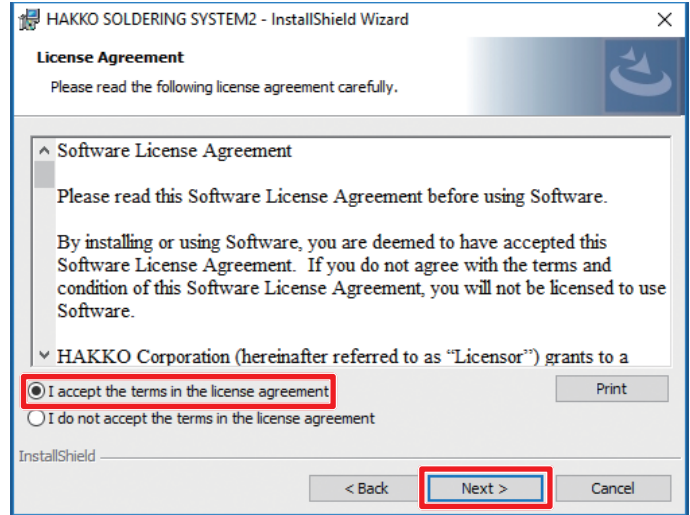 HAKKO SOLDERING SYSTEM2 - InstallShield Wizard
License Agreement
Please read the following license agreement carefully.
Software License Agreement
Please read this Software License Agreement before using Software.
By installing or using Software, you are deemed to have accepted this
Software License Agreement. If you do not agree with the terms and
condition of this Software License Agreement, you will not be licensed to use
Software.
HAKKO Corporation (hereinafter referred to as “Licensor”) grants to a
I accept the terms in the license agreement
Print
I do not accept the terms in the license agreement
InstallShield
< Back
Next >
Cancel